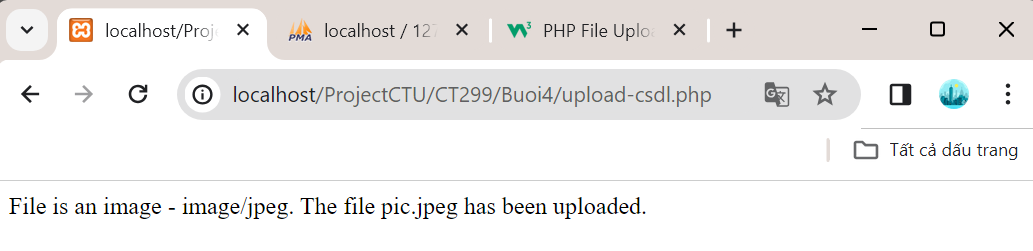 localhost/Proj
localhost / 127
PHP File Uploa
localhost/ProjectCTU/CT299/Buoi4/upload-csdl.php
Tất cả dấu trang
File is an image - image/jpeg. The file pic.jpeg has been uploaded.